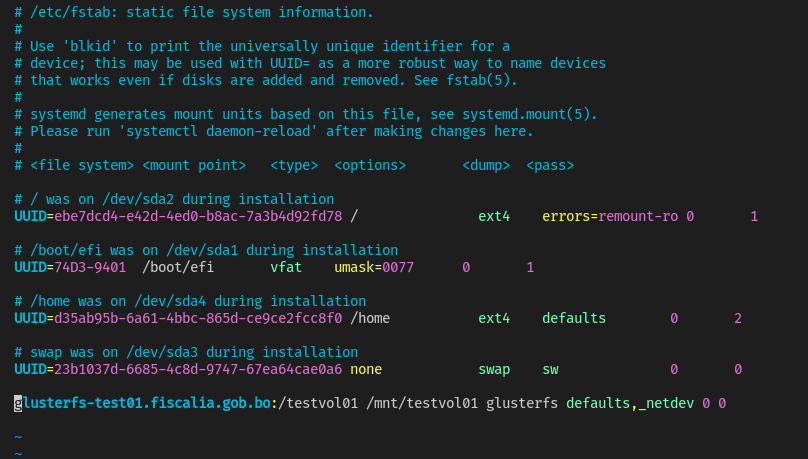 # /etc/fstab: static file system information.
#
# Use 'blkid' to print the universally unique identifier for a
# device; this may be used with UUID= as a more robust way to name devices
# that works even if disks are added and removed. See fstab(5).
#
# systemd generates mount units based on this file, see systemd.mount(5).
# Please run 'systemctl daemon-reload' after making changes here.
#
# <file system> <mount point>   <type>  <options>       <dump>  <pass>
# / was on /dev/sda2 during installation
UUID=ebe7dcd4-e42d-4ed0-b8ac-7a3b4d92fd78 /               ext4    errors=remount-ro 0       1
# /boot/efi was on /dev/sda1 during installation
UUID=74D3-9401  /boot/efi       vfat    umask=0077      0       1
# /home was on /dev/sda4 during installation
UUID=d35ab95b-6a61-4bbc-865d-ce9ce2fcc8f0 /home           ext4    defaults        0       2
# swap was on /dev/sda3 during installation
UUID=23b1037d-6685-4c8d-9747-67ea64cae0a6 none            swap    sw              0       0
glusterfs-test01.fiscalia.gob.bo:/testvol01 /mnt/testvol01 glusterfs defaults,_netdev 0 0
~
~